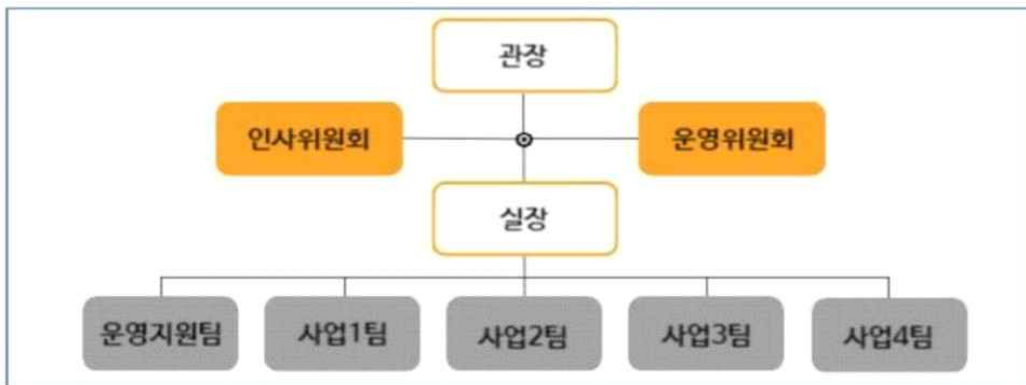 관장
인사위원회
운영위원회
실장
운영지원팀
사업1팀
사업2팀
사업3팀
사업4팀